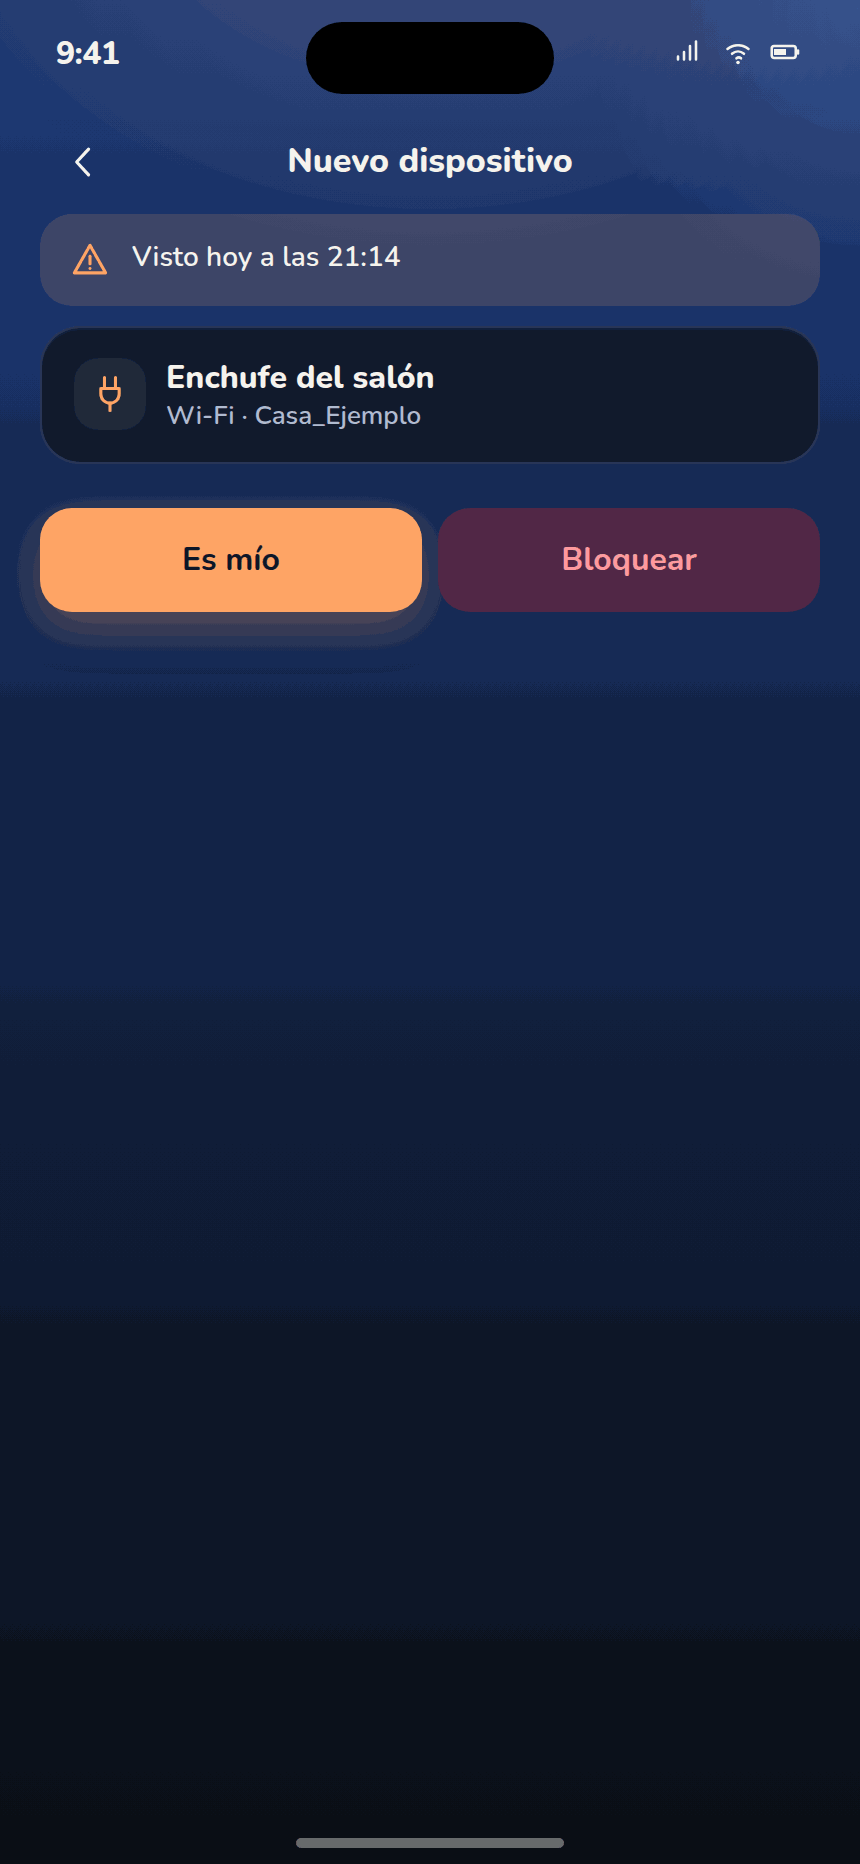 9:41
Nuevo dispositivo
Visto hoy a las 21:14
Enchufe del salón
Wi-Fi · Casa_Ejemplo
Es mío
Bloquear